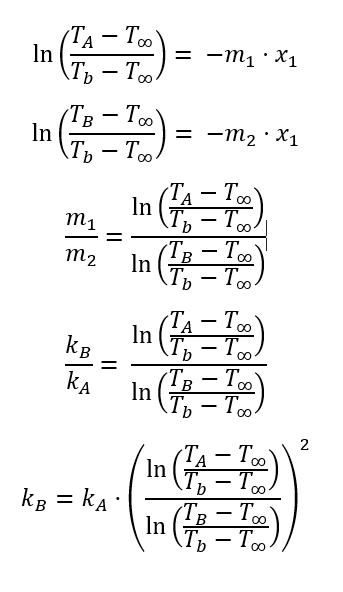 ln((T_A − T_∞)/(T_b − T_∞)) = −m_1 · x_1
ln((T_B − T_∞)/(T_b − T_∞)) = −m_2 · x_1
m_1/m_2 = ln((T_A − T_∞)/(T_b − T_∞))/ln((T_B − T_∞)/(T_b − T_∞))
k_B/k_A = ln((T_A − T_∞)/(T_b − T_∞))/ln((T_B − T_∞)/(T_b − T_∞))
k_B = k_A · (ln((T_A − T_∞)/(T_b − T_∞))/ln((T_B − T_∞)/(T_b − T_∞)))^2